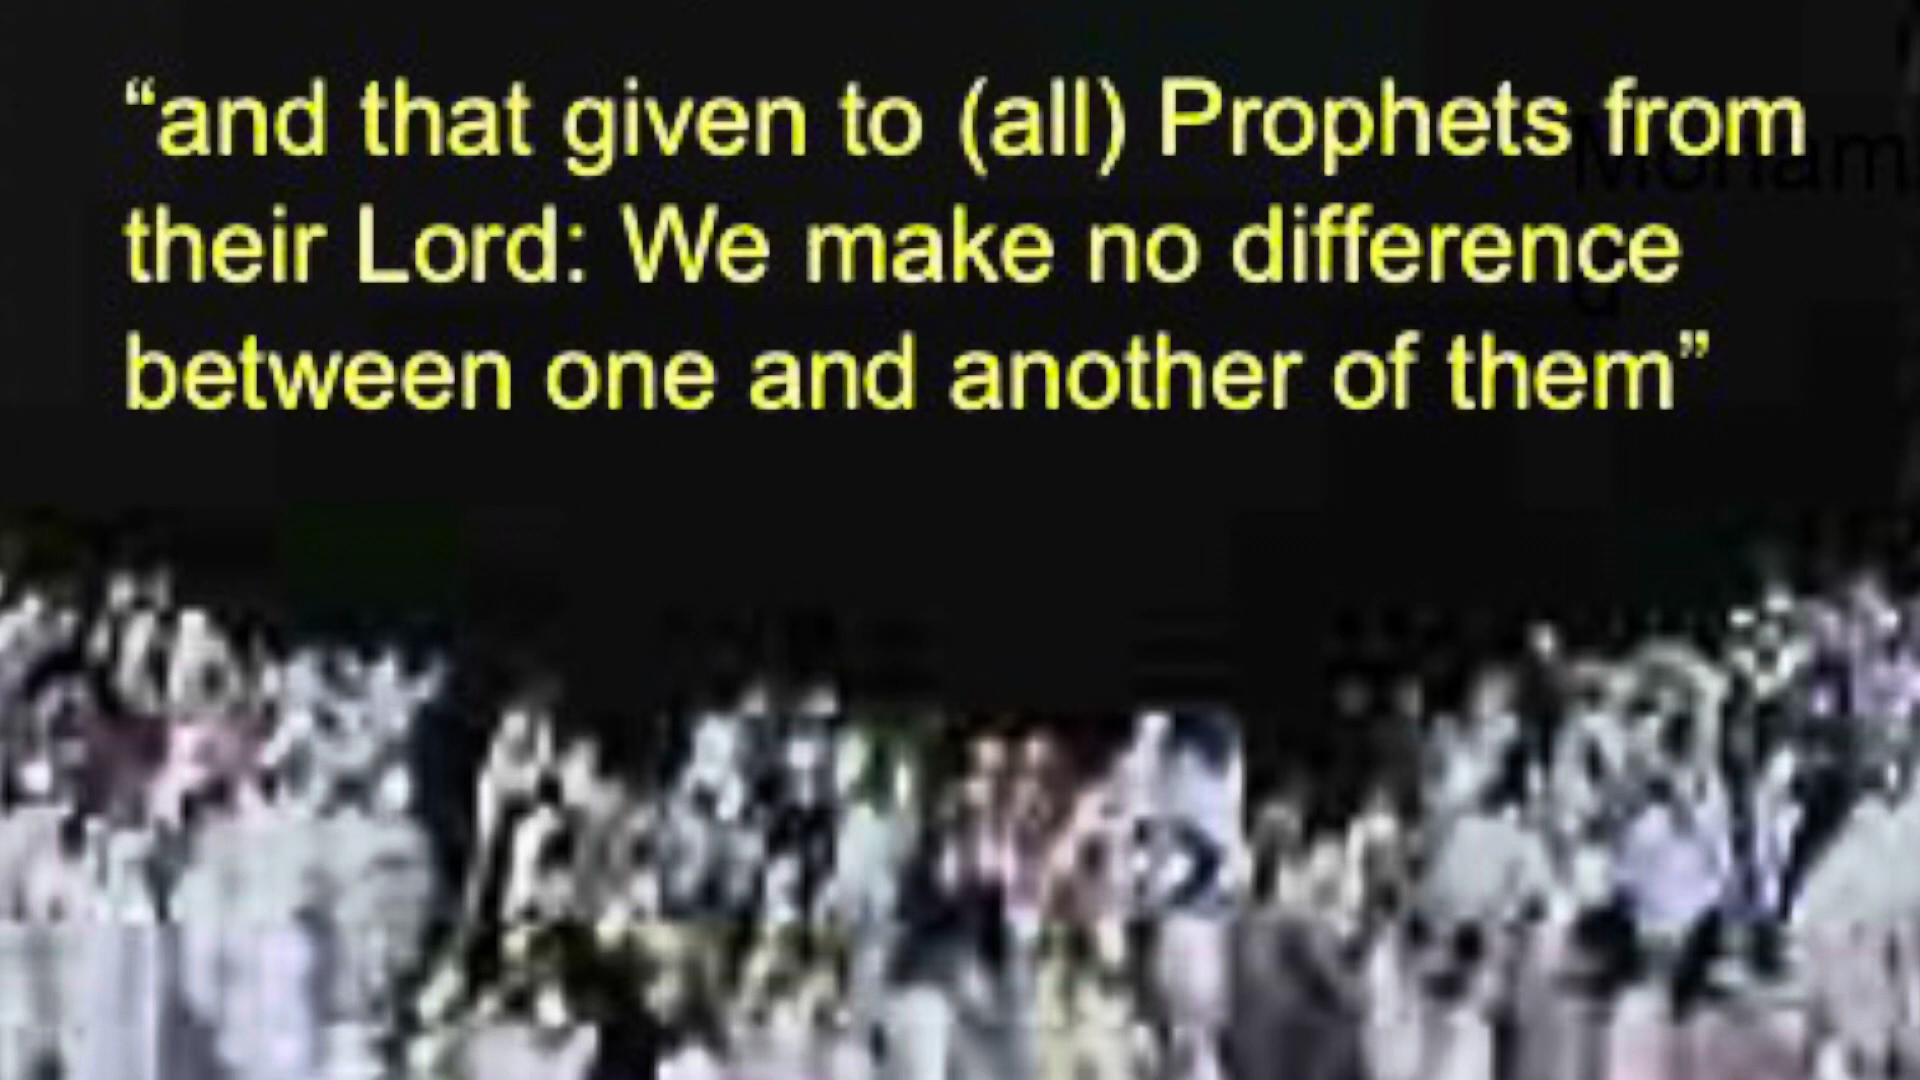 “and that given to (all) Prophets from
their Lord: We make no difference
between one and another of them”